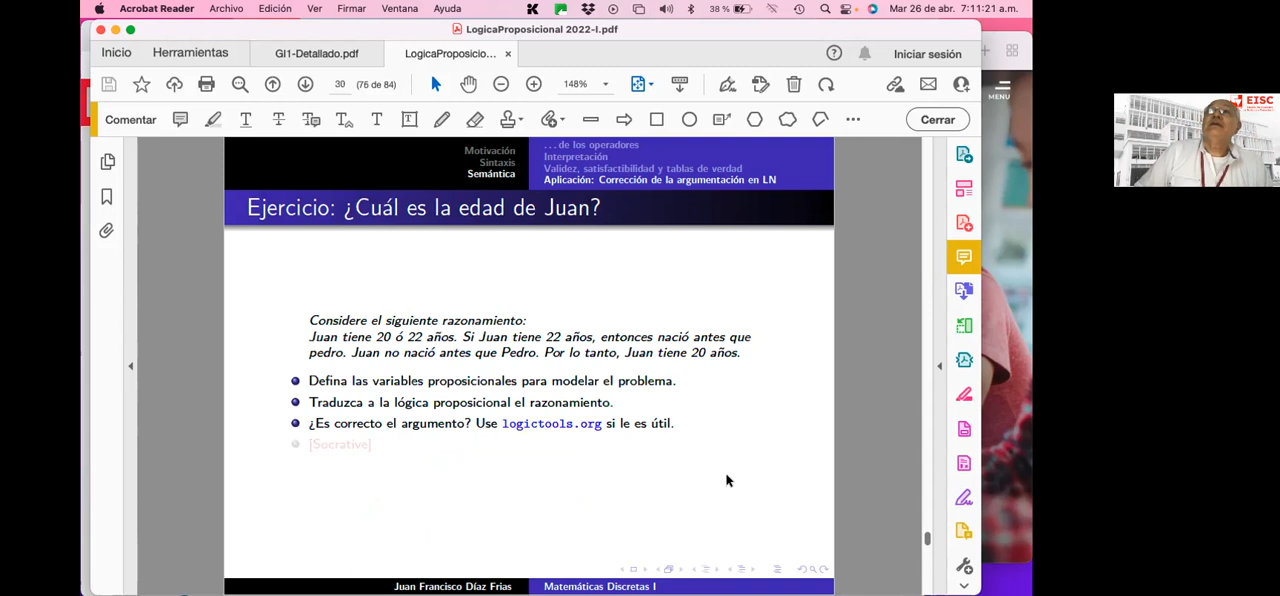 Acrobat Reader Archivo Edición Ver Firmar Ventana Ayuda 38 % Mar 26 de abr. 7:11:21 a.m.
LogicaProposicional 2022-I.pdf
Inicio Herramientas GI1-Detallado.pdf LogicaProposicio... × Iniciar sesión
30 (76 de 84) 148%
MENU
EISC
Comentar Cerrar
Motivación
Sintaxis
Semántica
...de los operadores
Interpretación
Validez, satisfactibilidad y tablas de verdad
Aplicación: Corrección de la argumentación en LN
Ejercicio: ¿Cuál es la edad de Juan?
Considere el siguiente razonamiento:
Juan tiene 20 ó 22 años. Si Juan tiene 22 años, entonces nació antes que
pedro. Juan no nació antes que Pedro. Por lo tanto, Juan tiene 20 años.
Defina las variables proposicionales para modelar el problema.
Traduzca a la lógica proposicional el razonamiento.
¿Es correcto el argumento? Use logictools.org si le es útil.
[Socrative]
Juan Francisco Díaz Frias Matemáticas Discretas I